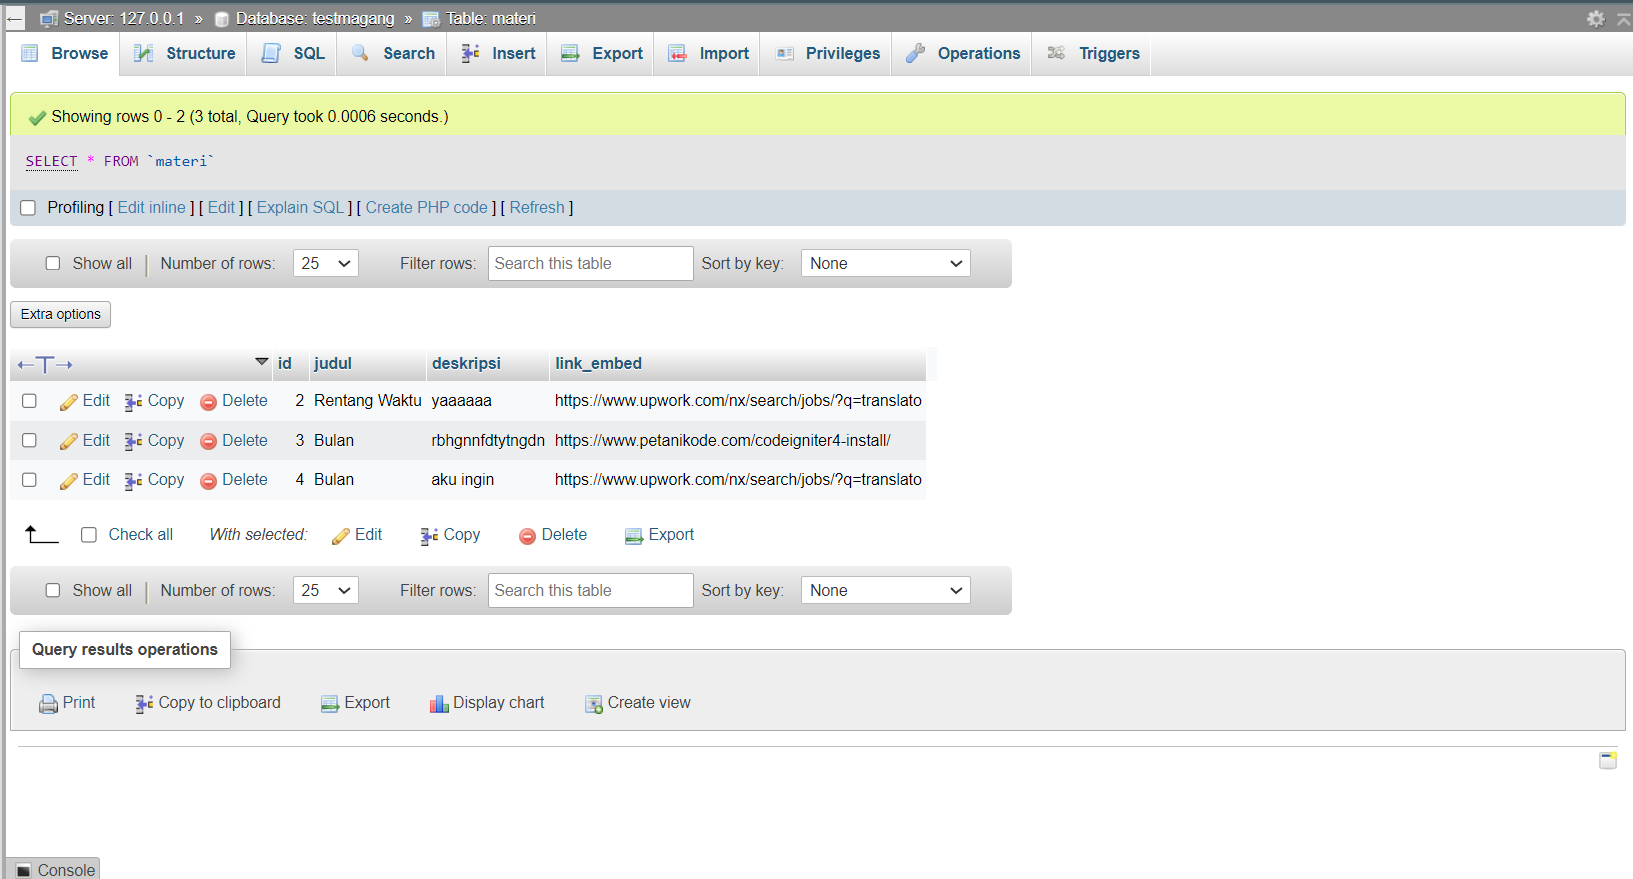 Server: 127.0.0.1 » Database: testmagang » Table: materi
Browse Structure SQL Search Insert Export Import Privileges Operations Triggers
Showing rows 0 - 2 (3 total, Query took 0.0006 seconds.)
SELECT * FROM `materi`
Profiling [ Edit inline ] [ Edit ] [ Explain SQL ] [ Create PHP code ] [ Refresh ]
Show all | Number of rows: 25 Filter rows: Search this table Sort by key: None
Extra options
←T→ id judul deskripsi link_embed
Edit Copy Delete 2 Rentang Waktu yaaaaaa https://www.upwork.com/nx/search/jobs/?q=translato
Edit Copy Delete 3 Bulan rbhgnnfdtytngdn https://www.petanikode.com/codeigniter4-install/
Edit Copy Delete 4 Bulan aku ingin https://www.upwork.com/nx/search/jobs/?q=translato
Check all With selected: Edit Copy Delete Export
Show all | Number of rows: 25 Filter rows: Search this table Sort by key: None
Query results operations
Print Copy to clipboard Export Display chart Create view
Console